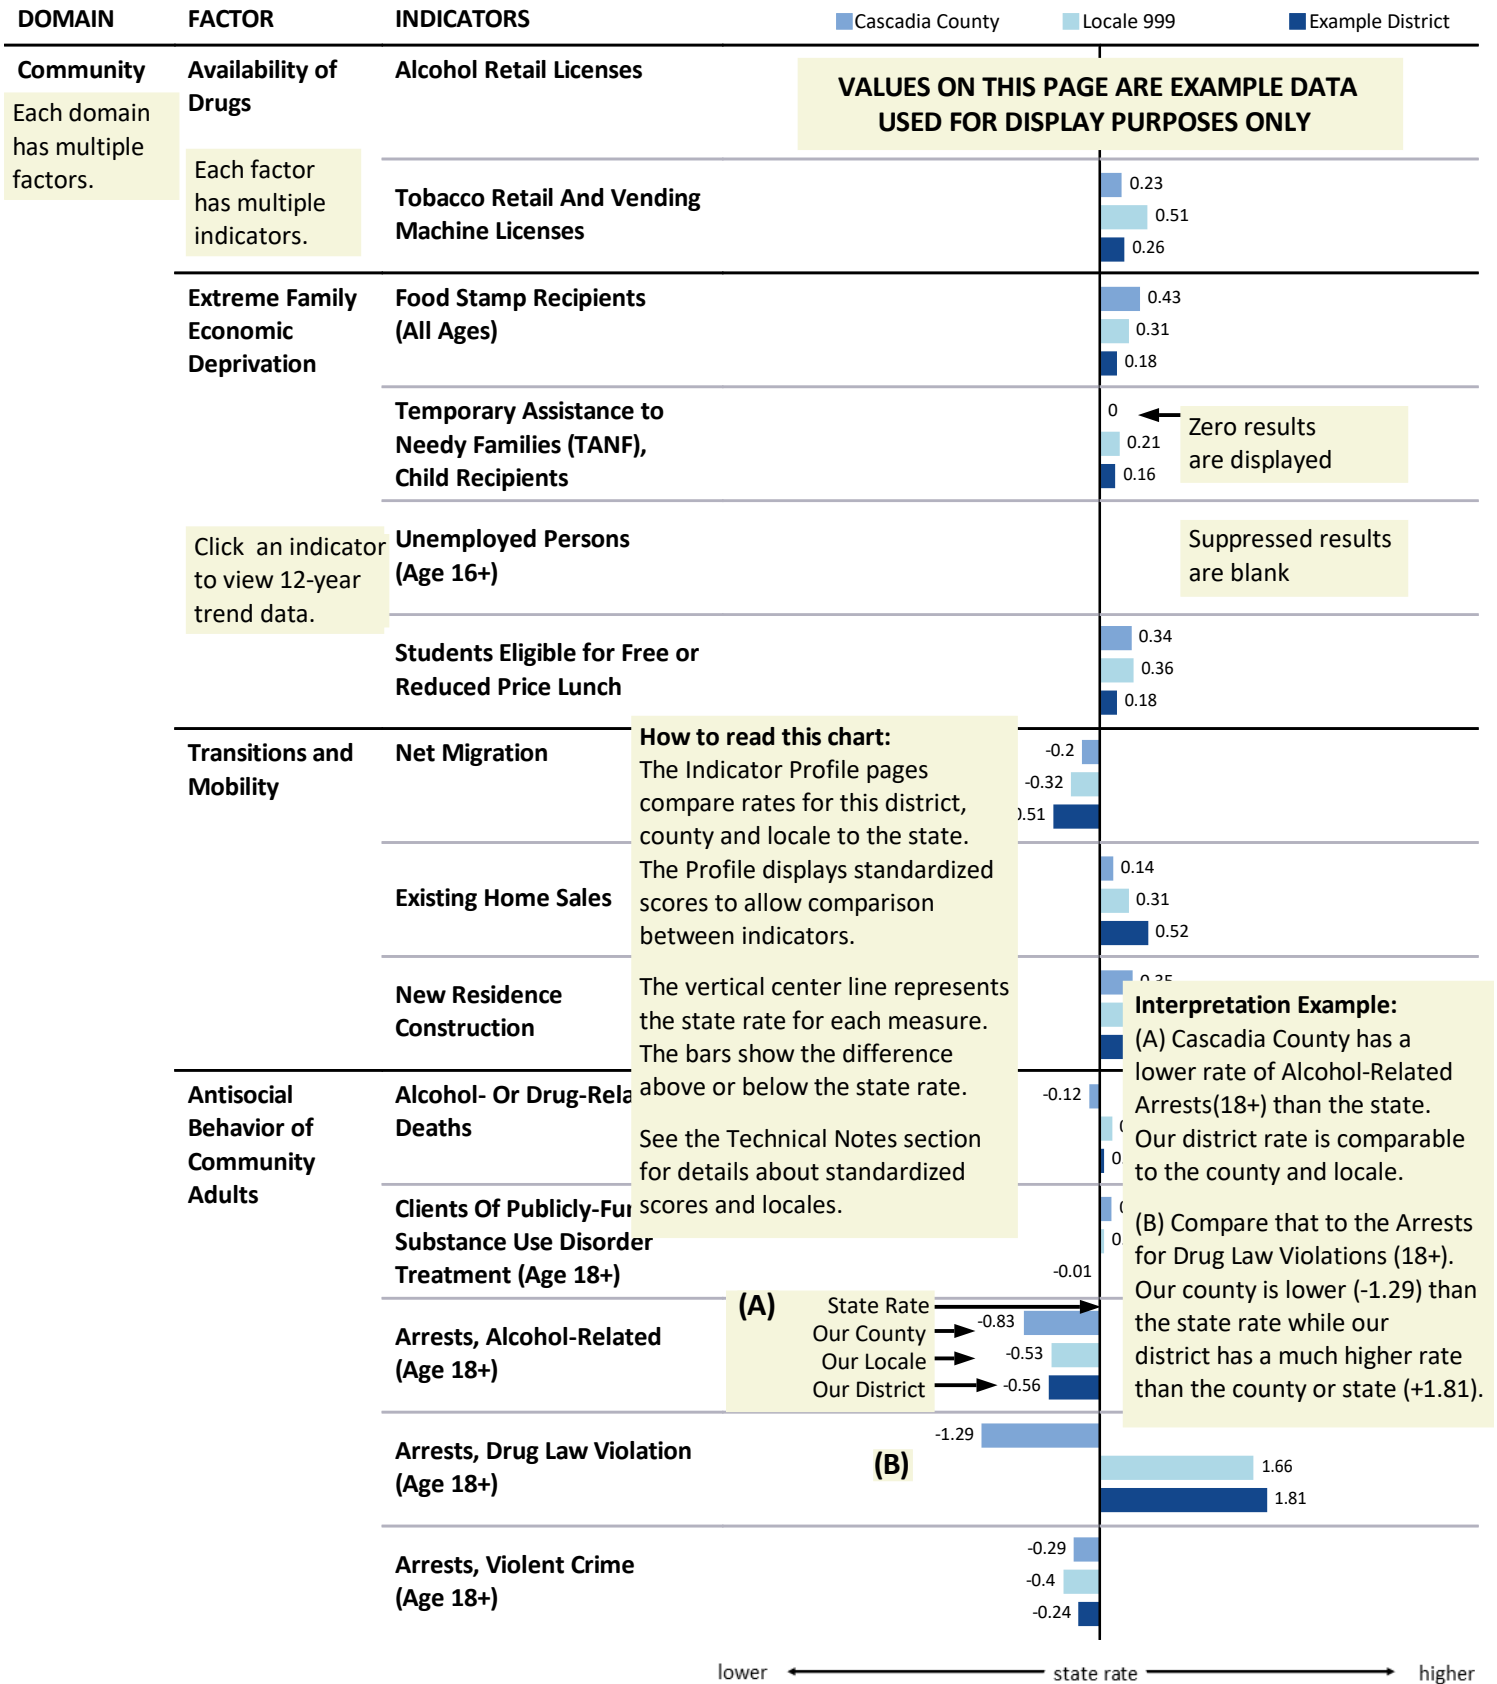 DOMAIN FACTOR INDICATORS Cascadia County Locale 999 Example District
Community
Each domain
has multiple
factors.
Availability of
Drugs
Each factor
has multiple
indicators.
Alcohol Retail Licenses
VALUES ON THIS PAGE ARE EXAMPLE DATA
USED FOR DISPLAY PURPOSES ONLY
Tobacco Retail And Vending
Machine Licenses
0.23
0.51
0.26
Extreme Family
Economic
Deprivation
Food Stamp Recipients
(All Ages)
0.43
0.31
0.18
Temporary Assistance to
Needy Families (TANF),
Child Recipients
0
0.21
0.16
Zero results
are displayed
Click an indicator
to view 12-year
trend data.
Unemployed Persons
(Age 16+)
Suppressed results
are blank
Students Eligible for Free or
Reduced Price Lunch
0.34
0.36
0.18
Transitions and
Mobility
Net Migration
-0.2
-0.32
.51
How to read this chart:
The Indicator Profile pages
compare rates for this district,
county and locale to the state.
The Profile displays standardized
scores to allow comparison
between indicators.
The vertical center line represents
the state rate for each measure.
The bars show the difference
above or below the state rate.
See the Technical Notes section
for details about standardized
scores and locales.
Existing Home Sales
0.14
0.31
0.52
New Residence
Construction
Interpretation Example:
(A) Cascadia County has a
lower rate of Alcohol-Related
Arrests(18+) than the state.
Our district rate is comparable
to the county and locale.
(B) Compare that to the Arrests
for Drug Law Violations (18+).
Our county is lower (-1.29) than
the state rate while our
district has a much higher rate
than the county or state (+1.81).
Antisocial
Behavior of
Community
Adults
Alcohol- Or Drug-Rela
Deaths
-0.12
0.
Clients Of Publicly-Fu
Substance Use Disorder
Treatment (Age 18+)
0.
-0.01
Arrests, Alcohol-Related
(Age 18+)
(A) State Rate
Our County
Our Locale
Our District
-0.83
-0.53
-0.56
Arrests, Drug Law Violation
(Age 18+)
(B)
-1.29
1.66
1.81
Arrests, Violent Crime
(Age 18+)
-0.29
-0.4
-0.24
lower state rate higher